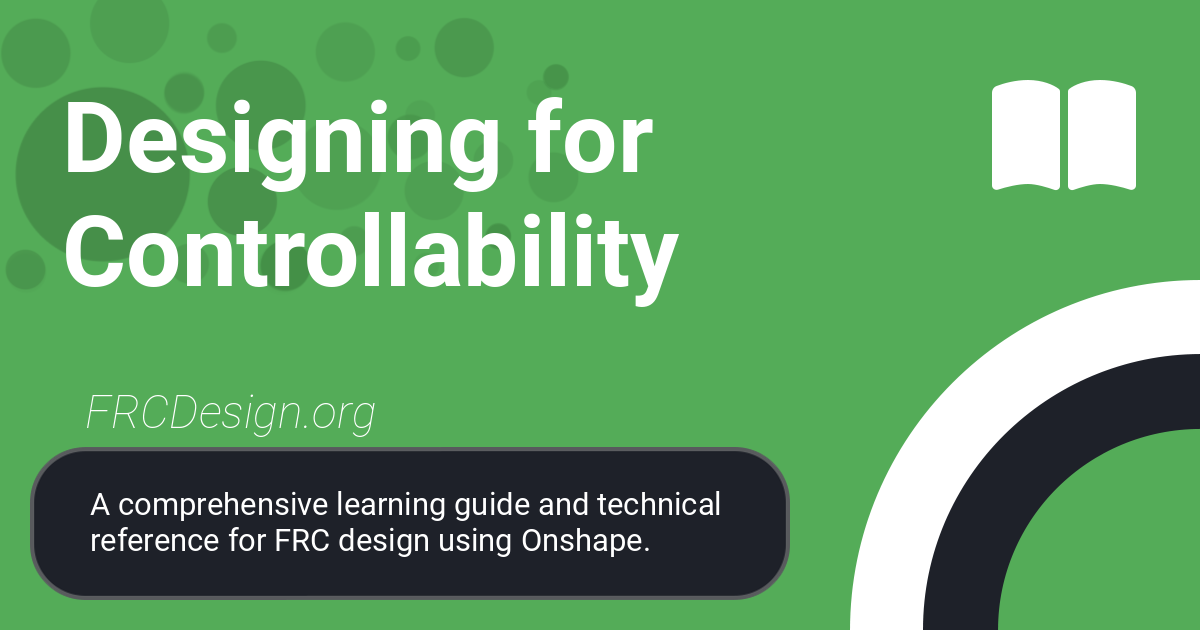 Designing for
Controllability
FRCDesign.org
A comprehensive learning guide and technical
reference for FRC design using Onshape.